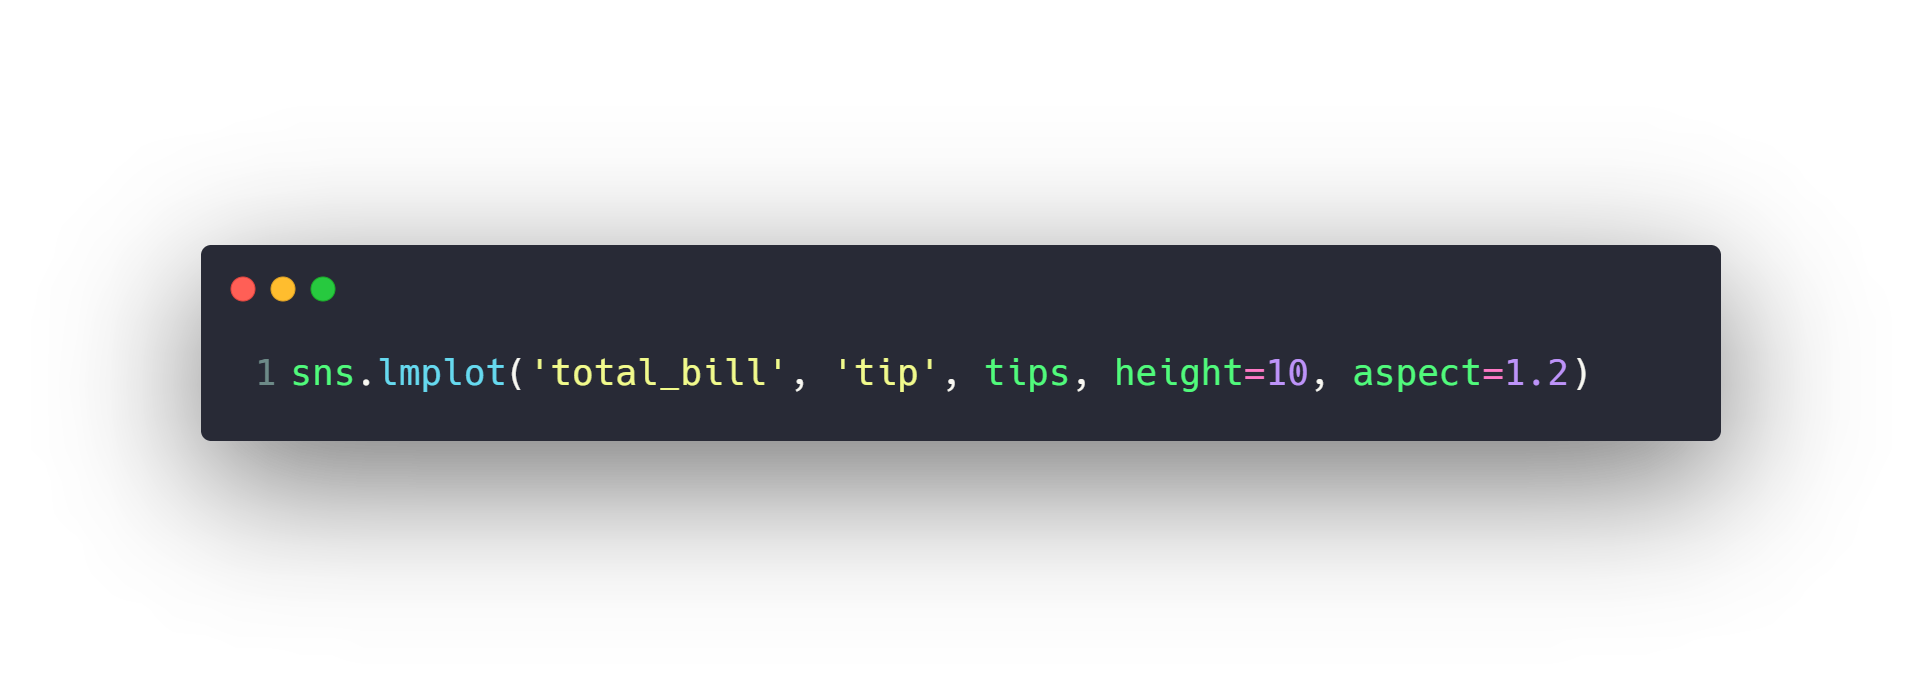 1 sns.lmplot('total_bill', 'tip', tips, height=10, aspect=1.2)